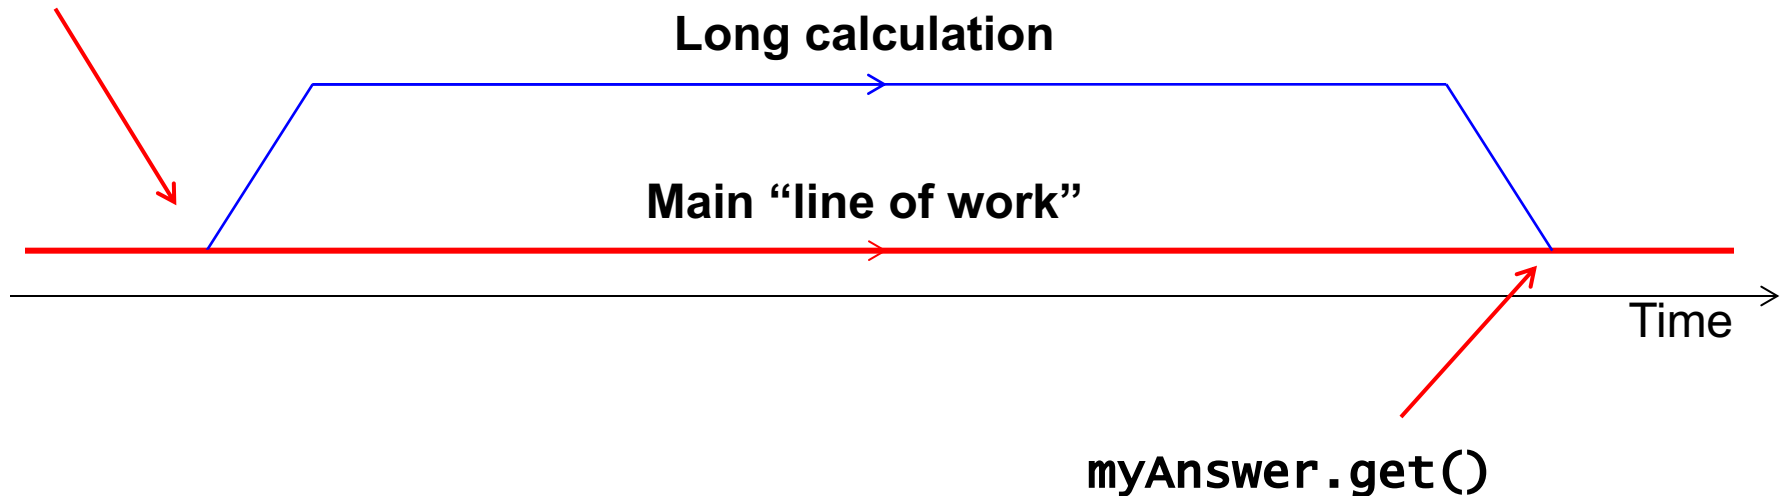 Long calculation
Main “line of work”
Time
myAnswer.get()